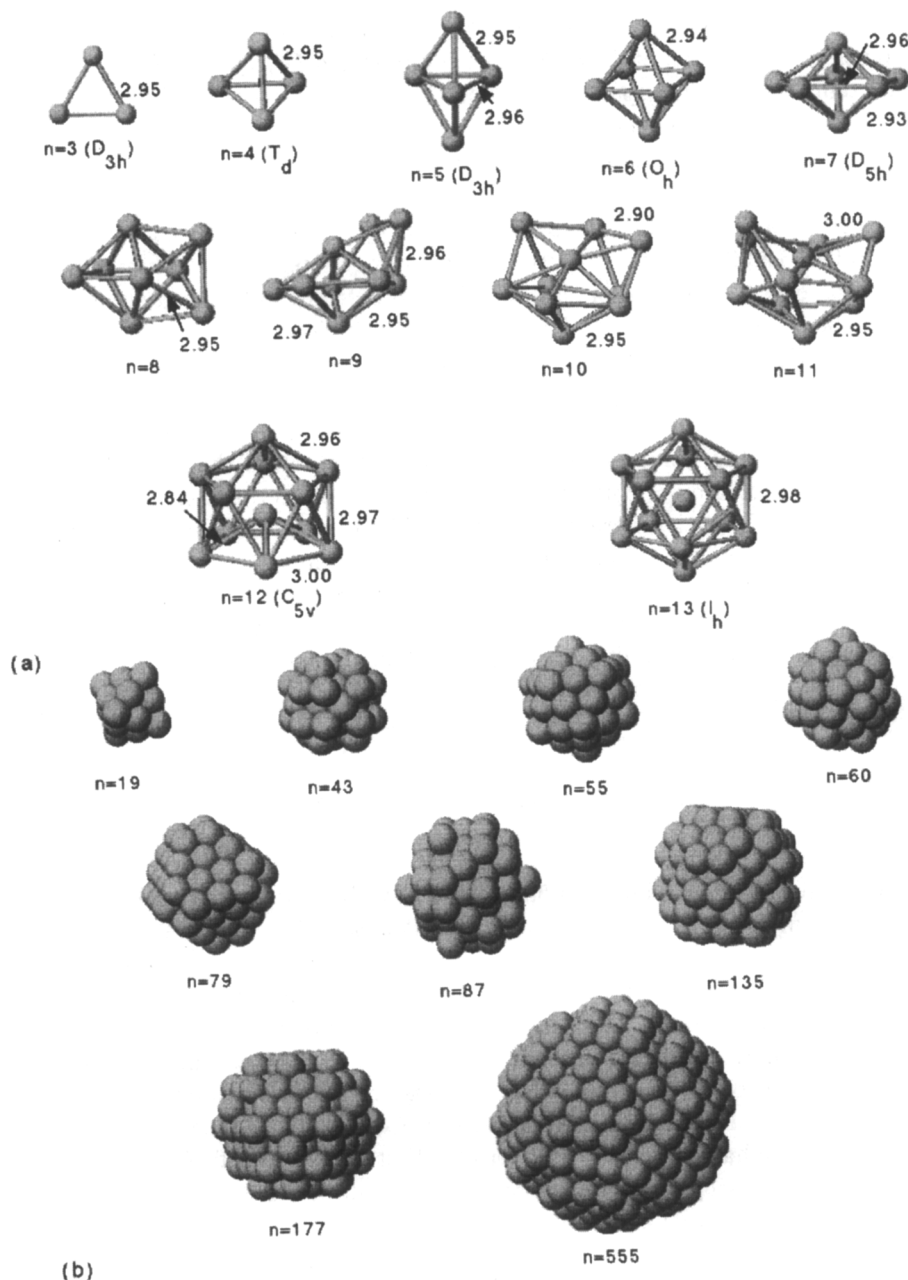 2.95
n=3 (D3h)
2.95
n=4 (Td)
2.95
2.96
n=5 (D3h)
2.94
n=6 (Oh)
2.96
2.93
n=7 (D5h)
2.95
n=8
2.96
2.97
2.95
n=9
2.90
2.95
n=10
3.00
2.95
n=11
2.96
2.84
2.97
3.00
n=12 (C5v)
2.98
n=13 (Ih)
(a)
n=19
n=43
n=55
n=60
n=79
n=87
n=135
n=177
n=555
(b)